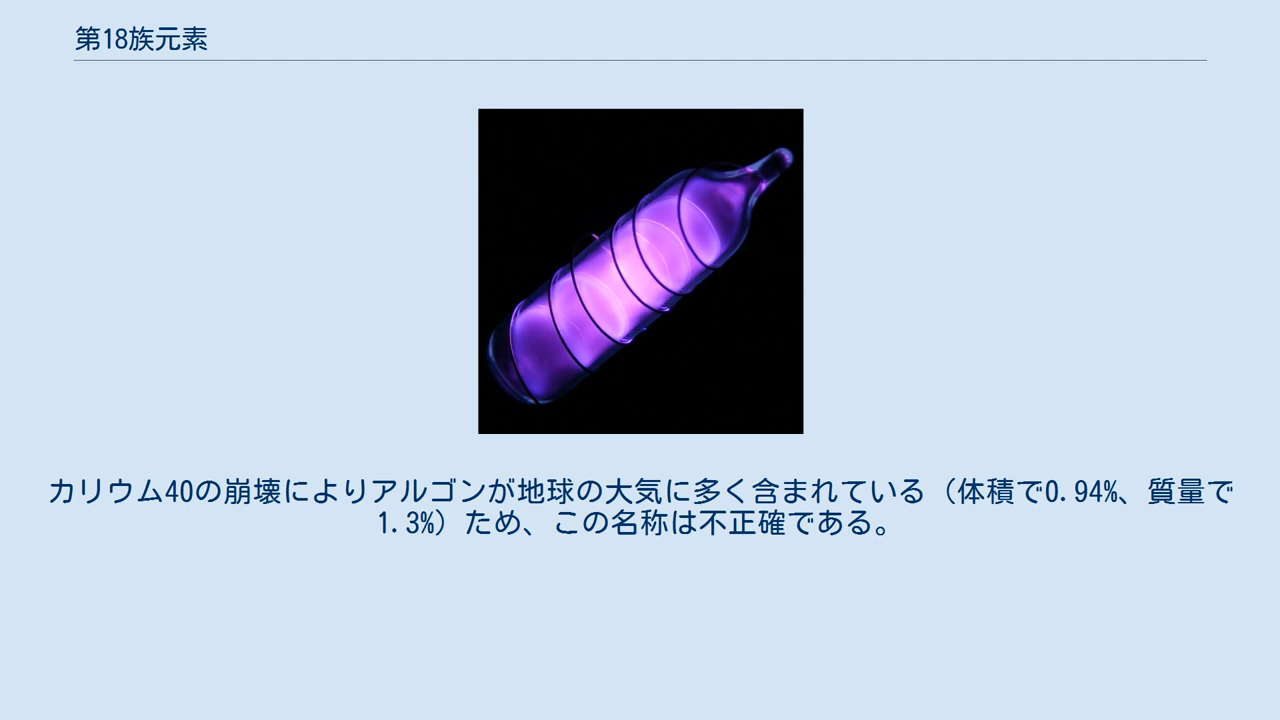 第18族元素
カリウム40の崩壊によりアルゴンが地球の大気に多く含まれている（体積で0.94%、質量で
1.3%）ため、この名称は不正確である。